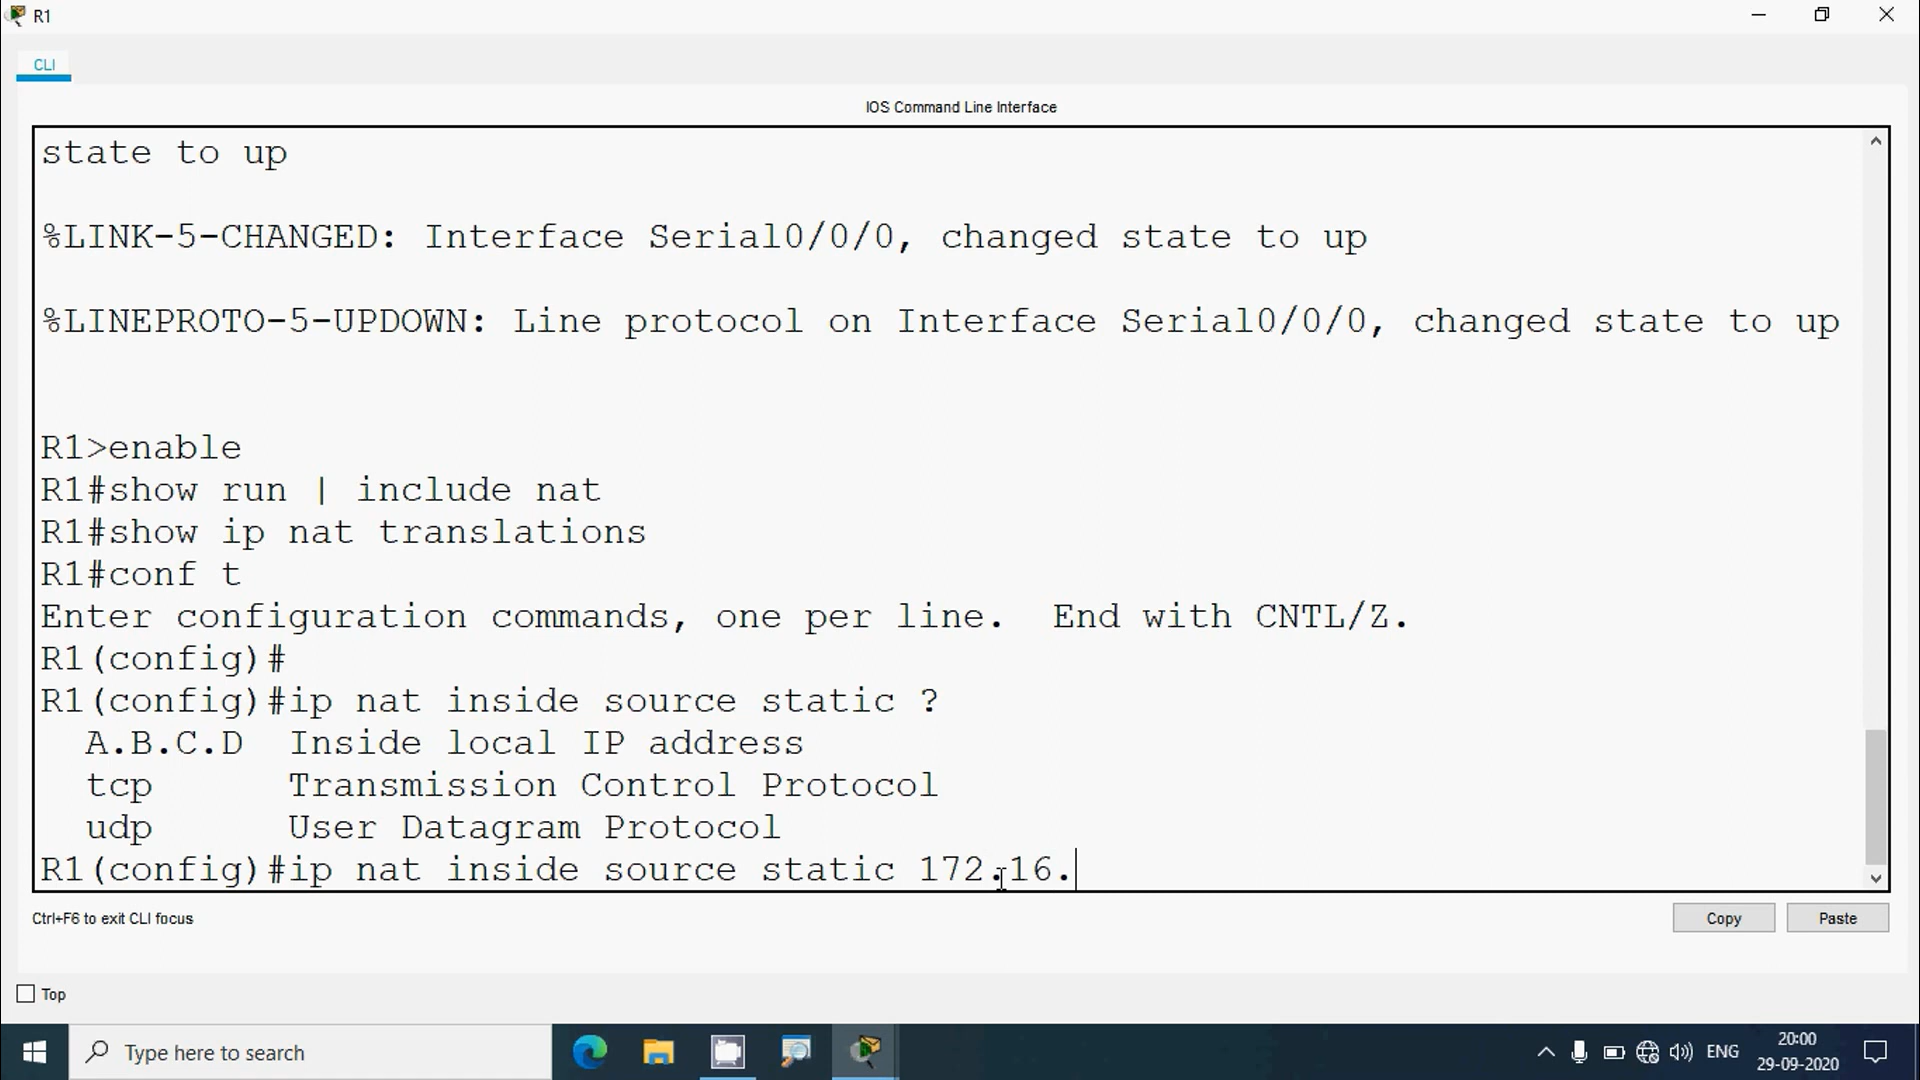 R1
CLI
IOS Command Line Interface
state to up
%LINK-5-CHANGED: Interface Serial0/0/0, changed state to up
%LINEPROTO-5-UPDOWN: Line protocol on Interface Serial0/0/0, changed state to up
R1>enable
R1#show run | include nat
R1#show ip nat translations
R1#conf t
Enter configuration commands, one per line.  End with CNTL/Z.
R1(config)#
R1(config)#ip nat inside source static ?
A.B.C.D  Inside local IP address
tcp      Transmission Control Protocol
udp      User Datagram Protocol
R1(config)#ip nat inside source static 172.16.
Ctrl+F6 to exit CLI focus
Copy
Paste
Top
Type here to search
ENG
20:00
29-09-2020